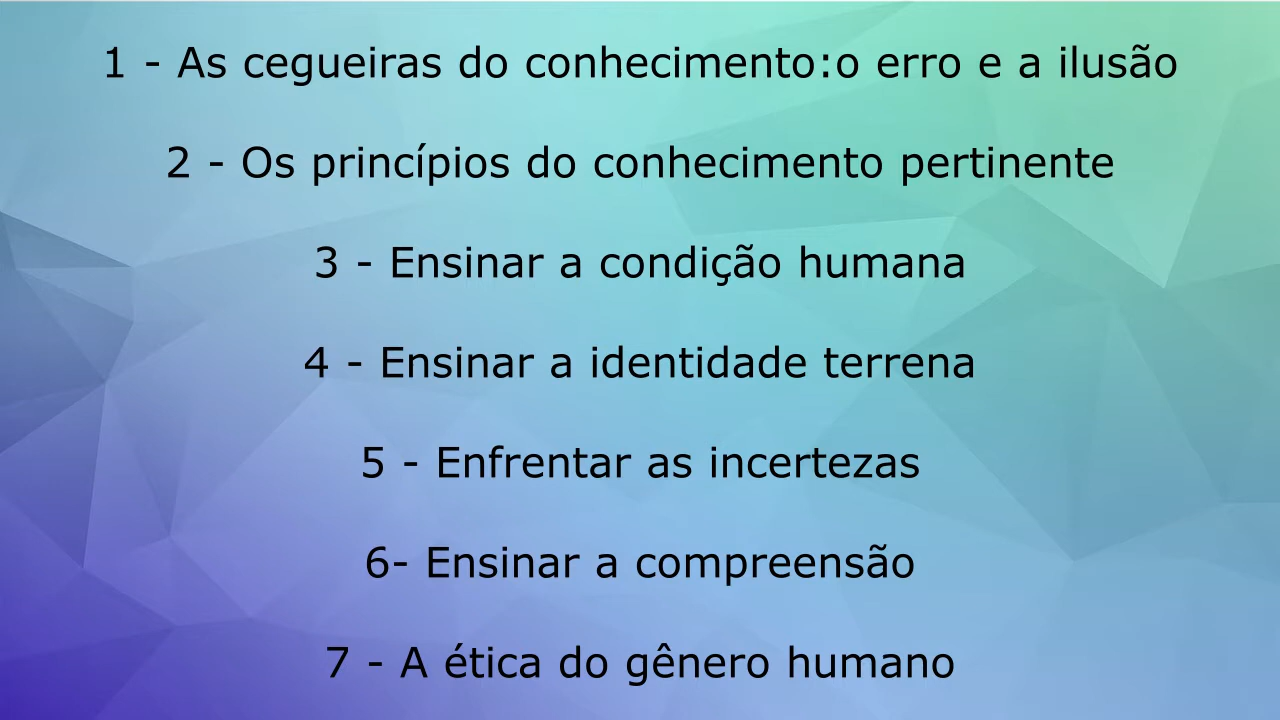 1 - As cegueiras do conhecimento:o erro e a ilusão
2 - Os princípios do conhecimento pertinente
3 - Ensinar a condição humana
4 - Ensinar a identidade terrena
5 - Enfrentar as incertezas
6- Ensinar a compreensão
7 - A ética do gênero humano